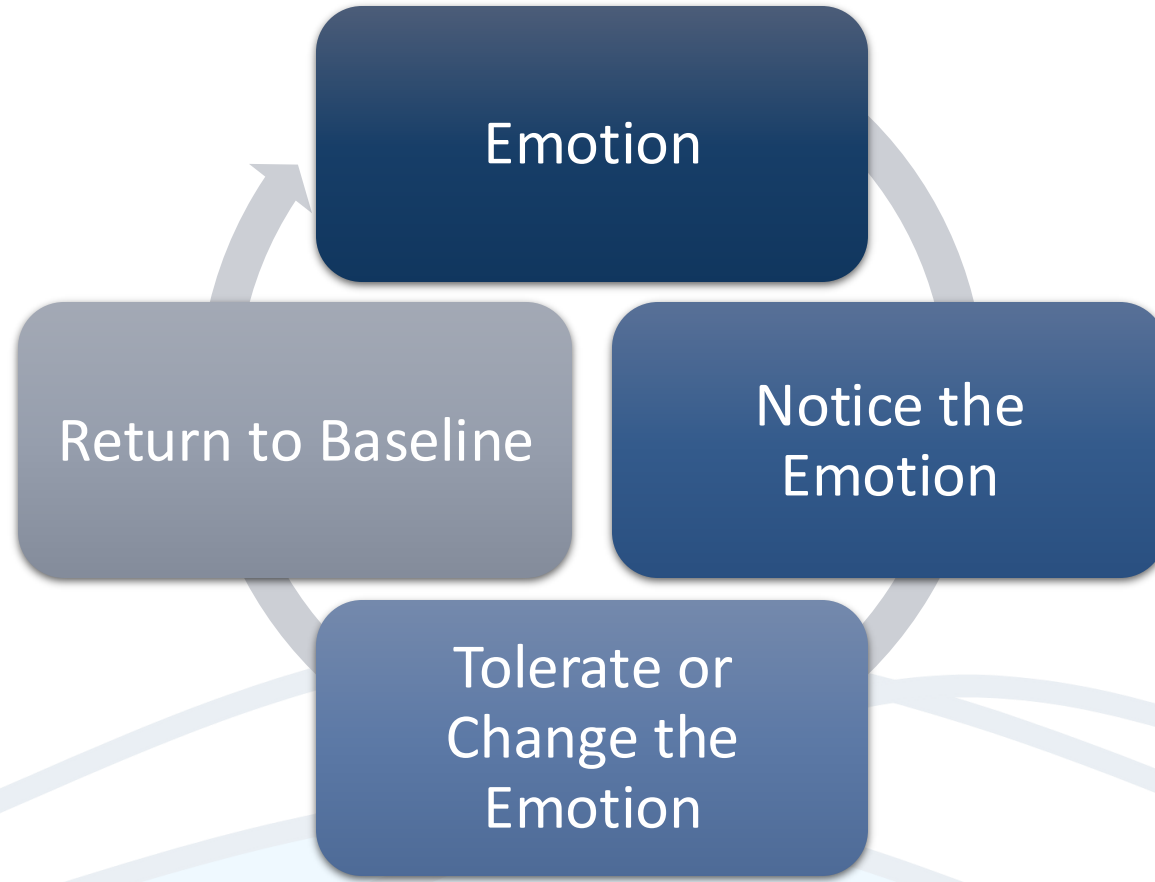 Emotion
Notice the
Emotion
Tolerate or
Change the
Emotion
Return to Baseline